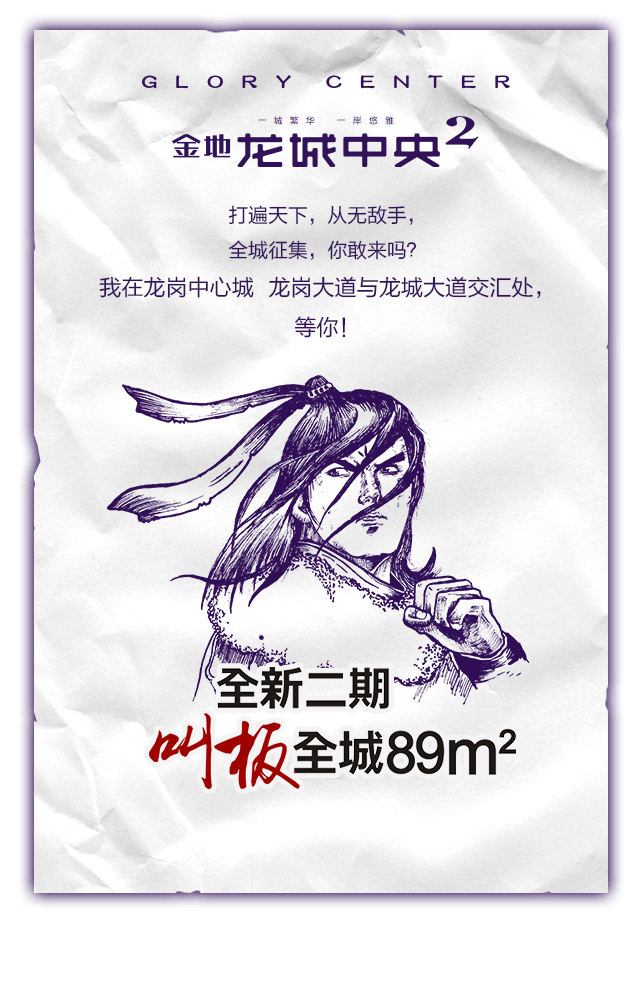 GLORY CENTER
一城繁华 一岸悠雅
金地 龙城中央2
打遍天下，从无敌手，
全城征集，你敢来吗？
我在龙岗中心城 龙岗大道与龙城大道交汇处，
等你！
全新二期
叫板全城89m²